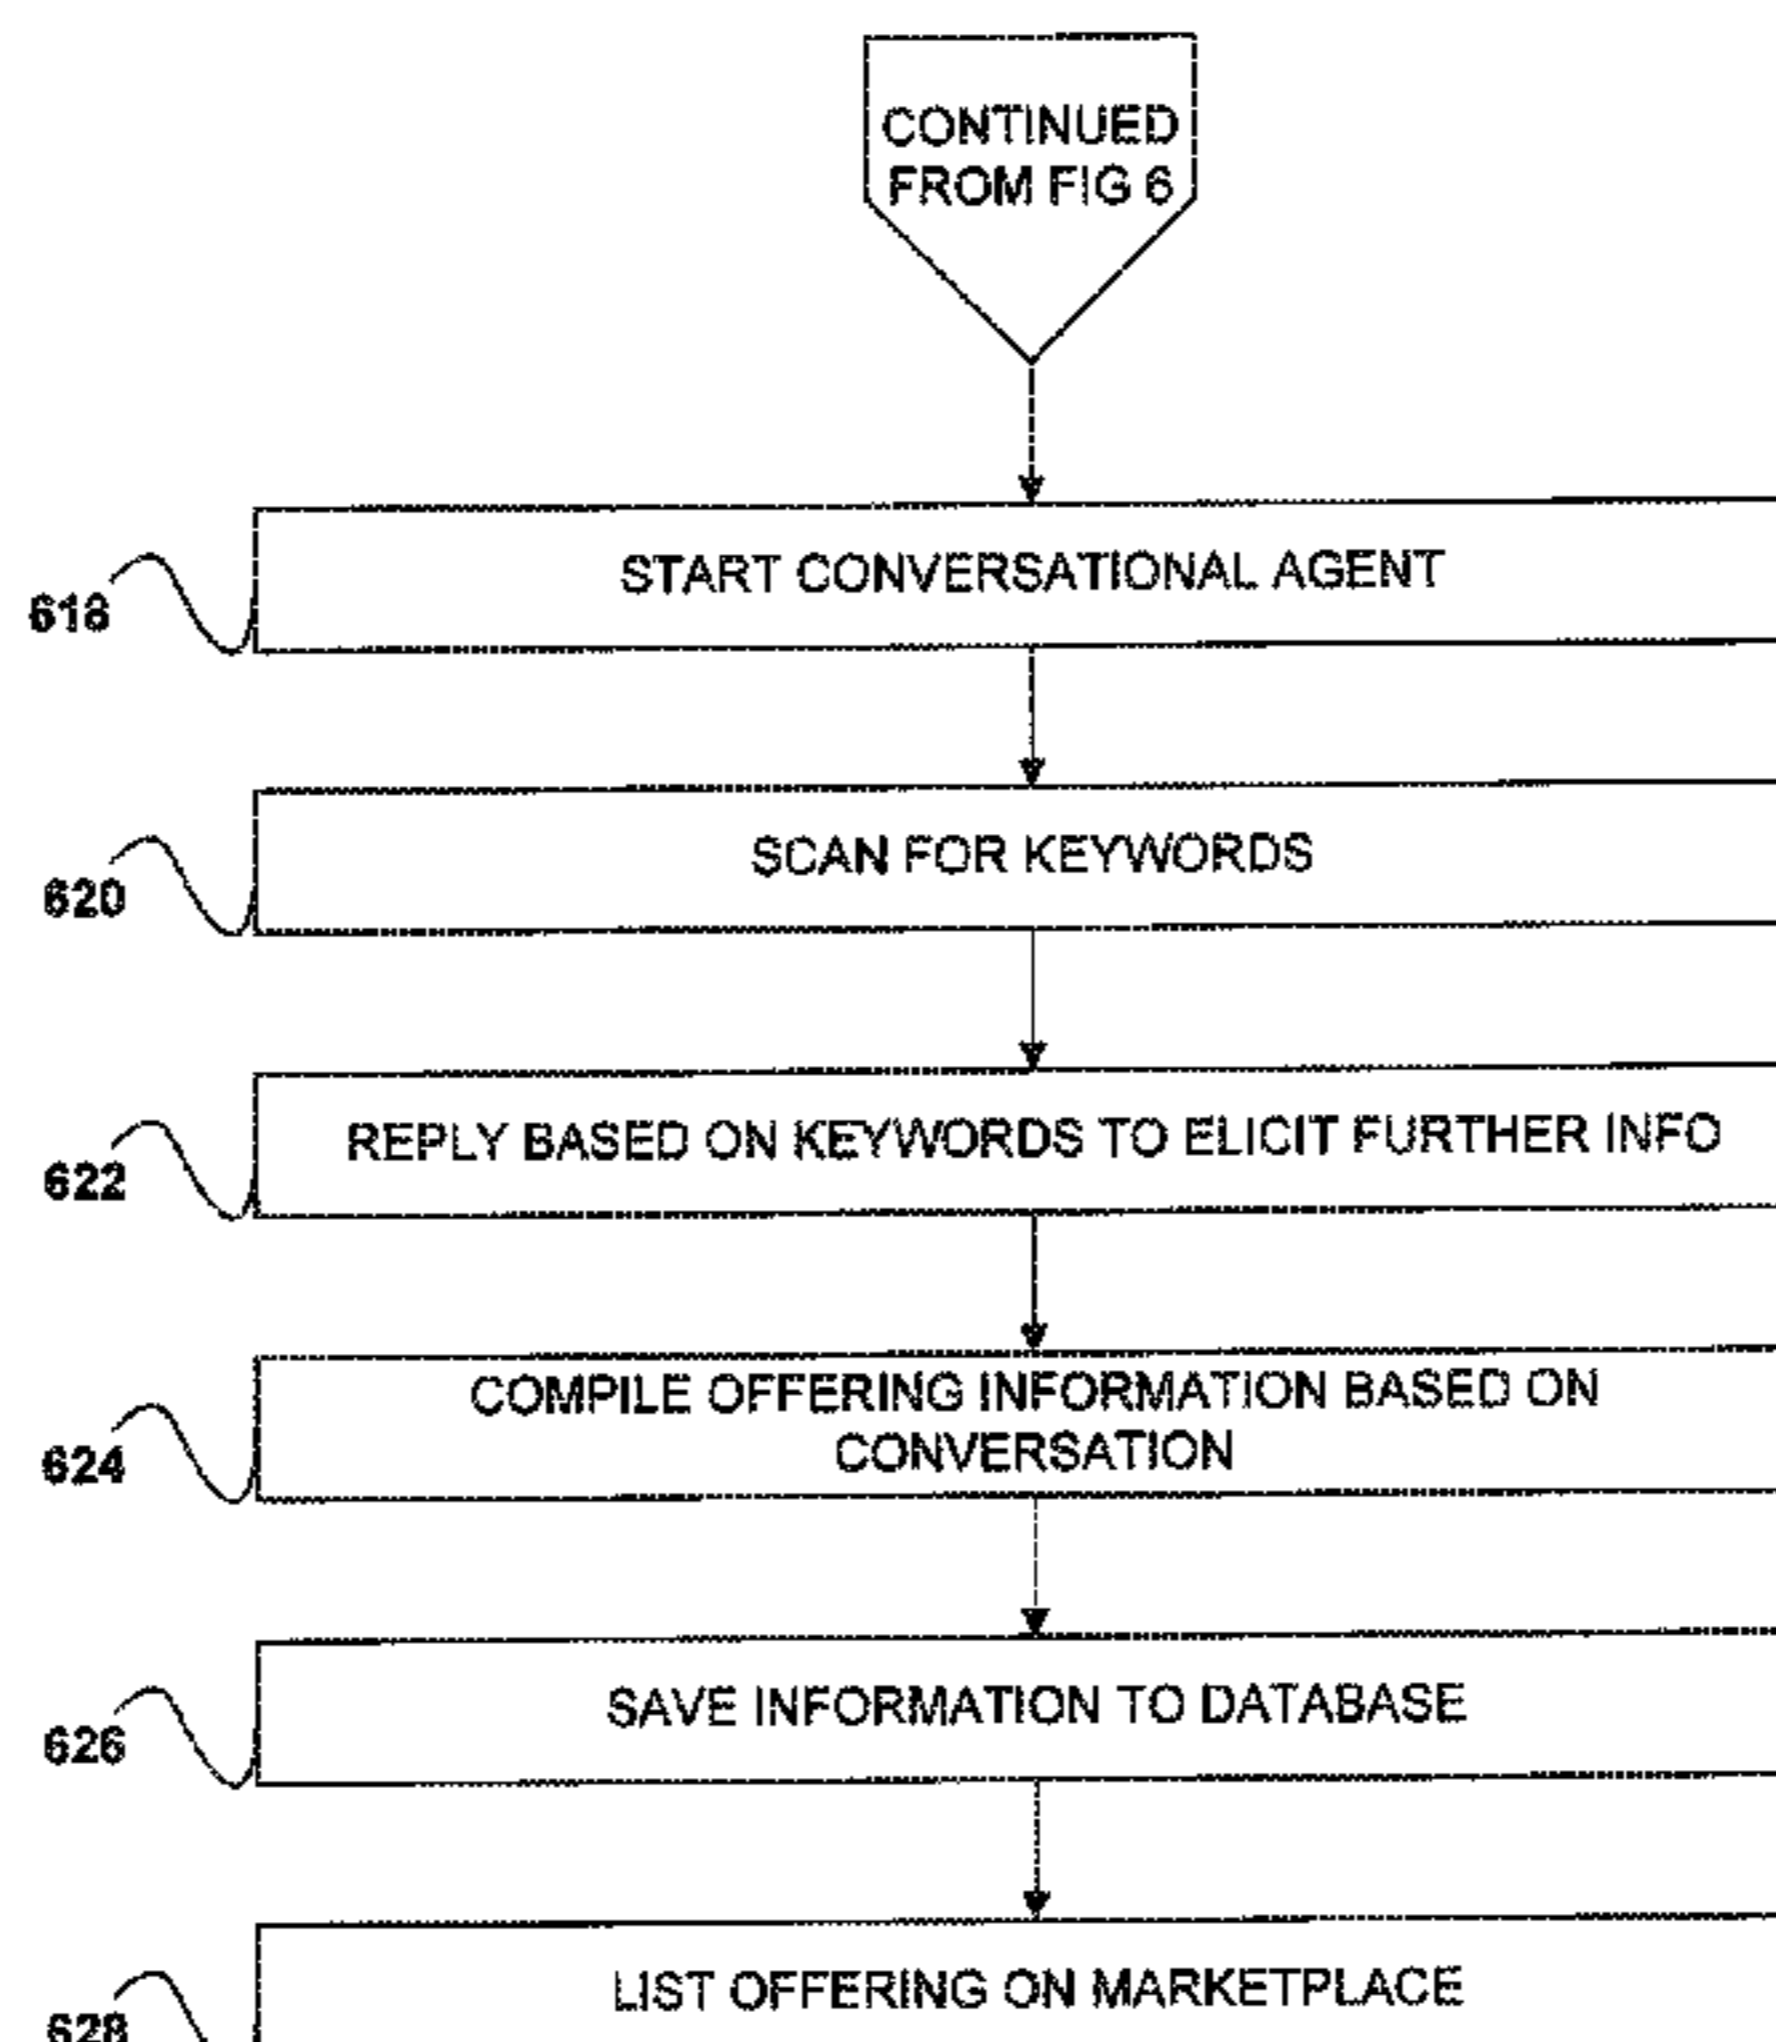 CONTINUED
FROM FIG 6
START CONVERSATIONAL AGENT
618
SCAN FOR KEYWORDS
620
REPLY BASED ON KEYWORDS TO ELICIT FURTHER INFO
622
COMPILE OFFERING INFORMATION BASED ON
CONVERSATION
624
SAVE INFORMATION TO DATABASE
626
LIST OFFERING ON MARKETPLACE
628